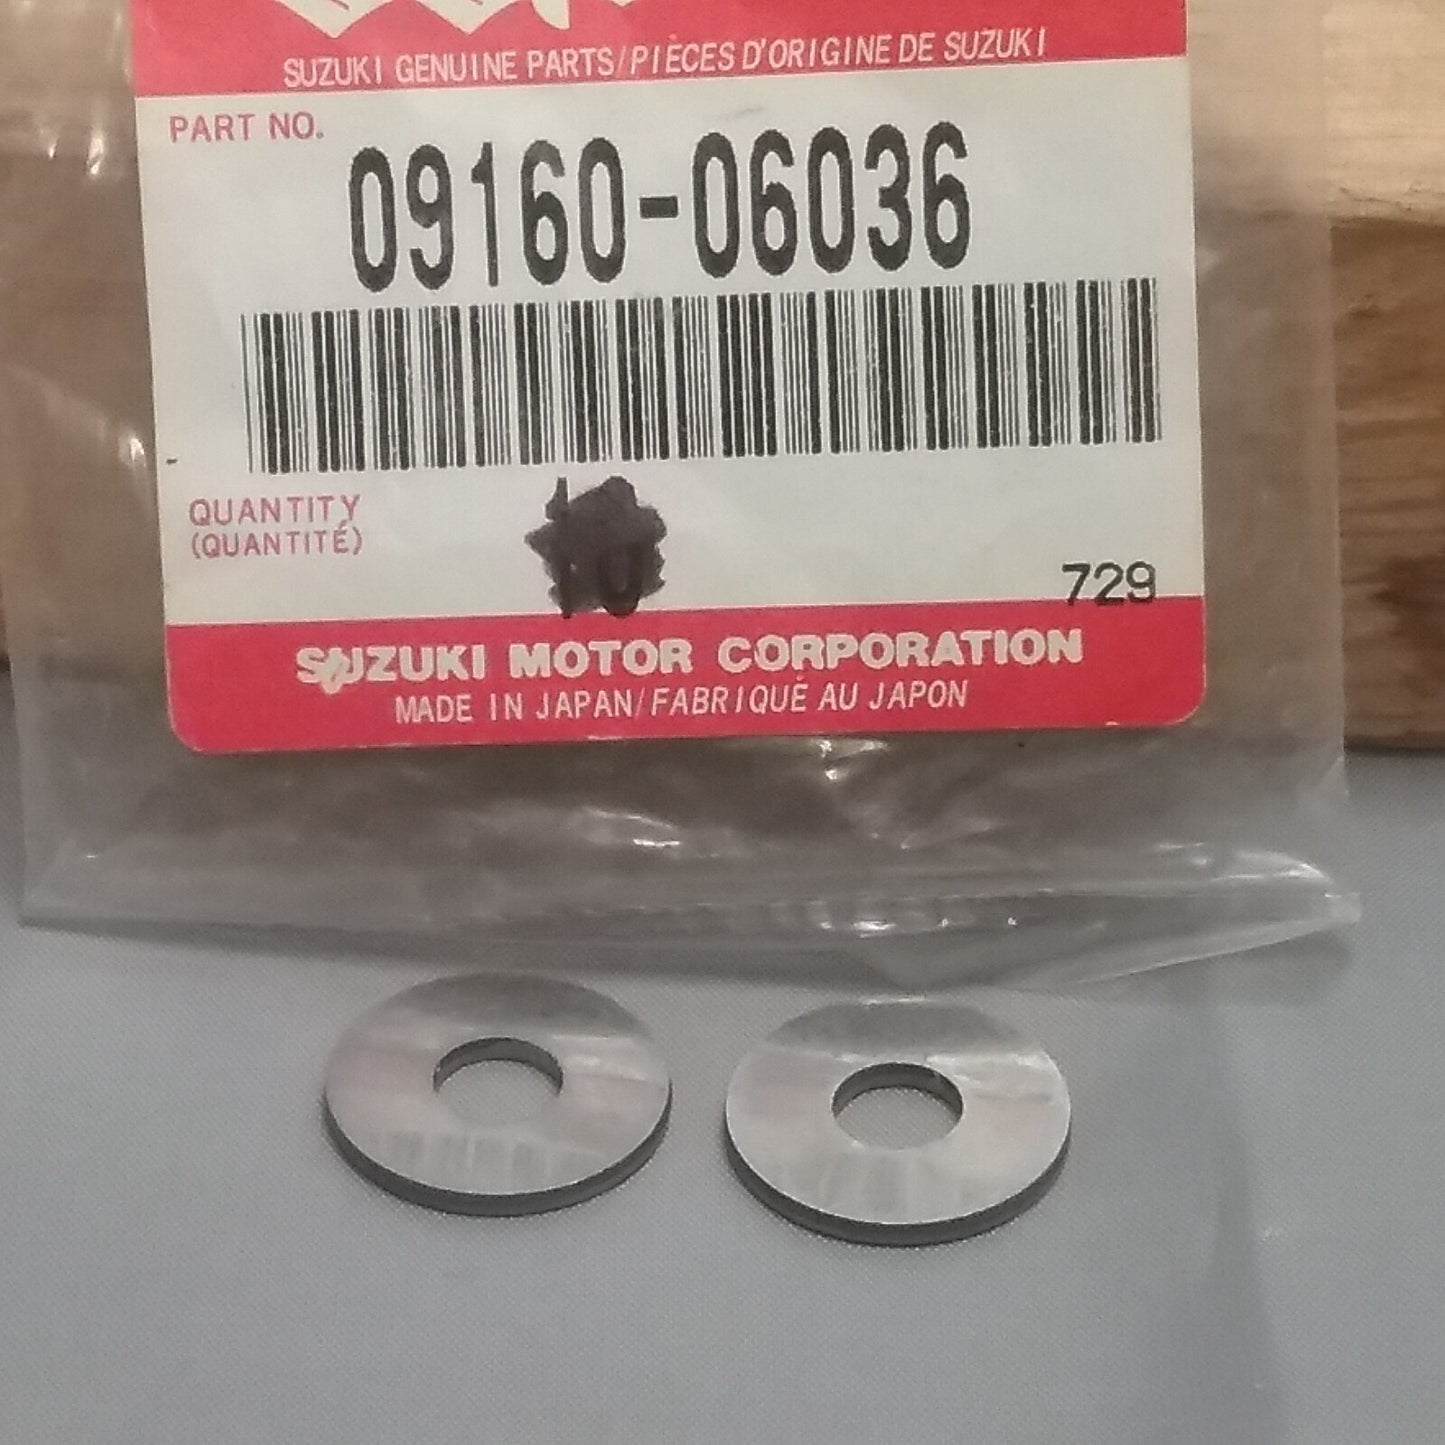 SUZUKI GENUINE PARTS/PIÈCES D'ORIGINE DE SUZUKI
PART NO.
09160-06036
QUANTITY
(QUANTITÉ)
729
SUZUKI MOTOR CORPORATION
MADE IN JAPAN/FABRIQUÉ AU JAPON